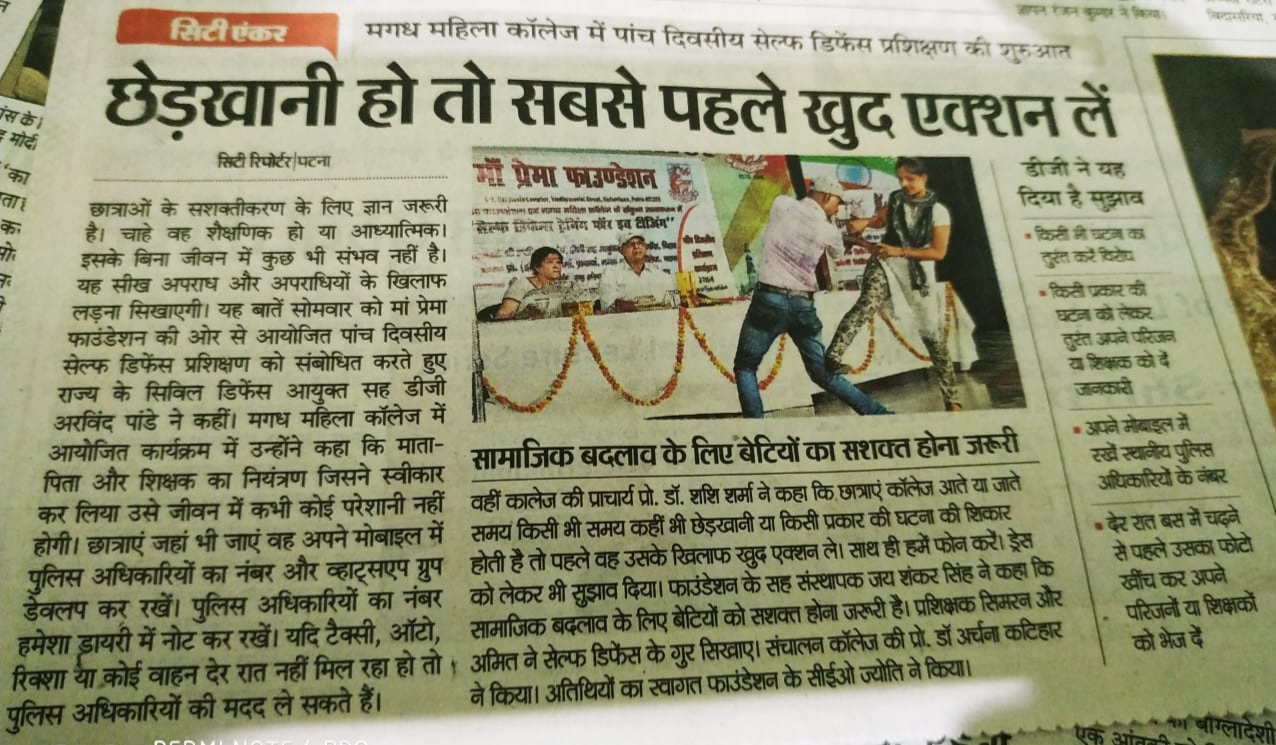 सिटी एंकर
मगध महिला कॉलेज में पांच दिवसीय सेल्फ डिफेंस प्रशिक्षण की शुरुआत
छेड़खानी हो तो सबसे पहले खुद एक्शन लें
सिटी रिपोर्टर|पटना
छात्राओं के सशक्तीकरण के लिए ज्ञान जरूरी
है। चाहे वह शैक्षणिक हो या आध्यात्मिक।
इसके बिना जीवन में कुछ भी संभव नहीं है।
यह सीख अपराध और अपराधियों के खिलाफ
लड़ना सिखाएगी। यह बातें सोमवार को मां प्रेमा
फाउंडेशन की ओर से आयोजित पांच दिवसीय
सेल्फ डिफेंस प्रशिक्षण को संबोधित करते हुए
राज्य के सिविल डिफेंस आयुक्त सह डीजी
अरविंद पांडे ने कहीं। मगध महिला कॉलेज में
आयोजित कार्यक्रम में उन्होंने कहा कि माता-
पिता और शिक्षक का नियंत्रण जिसने स्वीकार
कर लिया उसे जीवन में कभी कोई परेशानी नहीं
होगी। छात्राएं जहां भी जाएं वह अपने मोबाइल में
पुलिस अधिकारियों का नंबर और व्हाट्सएप ग्रुप
डेवलप कर रखें। पुलिस अधिकारियों का नंबर
हमेशा डायरी में नोट कर रखें। यदि टैक्सी, ऑटो,
रिक्शा या कोई वाहन देर रात नहीं मिल रहा हो तो
पुलिस अधिकारियों की मदद ले सकते हैं।
माँ प्रेमा फाउण्डेशन
सेल्फ डिफेन्स ट्रेनिंग फॉर इव टीजिंग"
सामाजिक बदलाव के लिए बेटियों का सशक्त होना जरूरी
वहीं कालेज की प्राचार्य प्रो. डॉ. शशि शर्मा ने कहा कि छात्राएं कॉलेज आते या जाते
समय किसी भी समय कहीं भी छेड़खानी या किसी प्रकार की घटना की शिकार
होती है तो पहले वह उसके खिलाफ खुद एक्शन ले। साथ ही हमें फोन करें। ड्रेस
को लेकर भी सुझाव दिया। फाउंडेशन के सह संस्थापक जय शंकर सिंह ने कहा कि
सामाजिक बदलाव के लिए बेटियों को सशक्त होना जरूरी है। प्रशिक्षक सिमरन और
अमित ने सेल्फ डिफेंस के गुर सिखाए। संचालन कॉलेज की प्रो. डॉ अर्चना कटिहार
ने किया। अतिथियों का स्वागत फाउंडेशन के सीईओ ज्योति ने किया।
डीजी ने यह
दिया है सुझाव
• किसी भी घटना का
तुरंत करें विरोध
• किसी प्रकार की
घटना को लेकर
तुरंत अपने परिजन
या शिक्षक को दें
जानकारी
• अपने मोबाइल में
रखें स्थानीय पुलिस
अधिकारियों के नंबर
• देर रात बस में चढ़ने
से पहले उसका फोटो
खींच कर अपने
परिजनों या शिक्षकों
को भेज दें